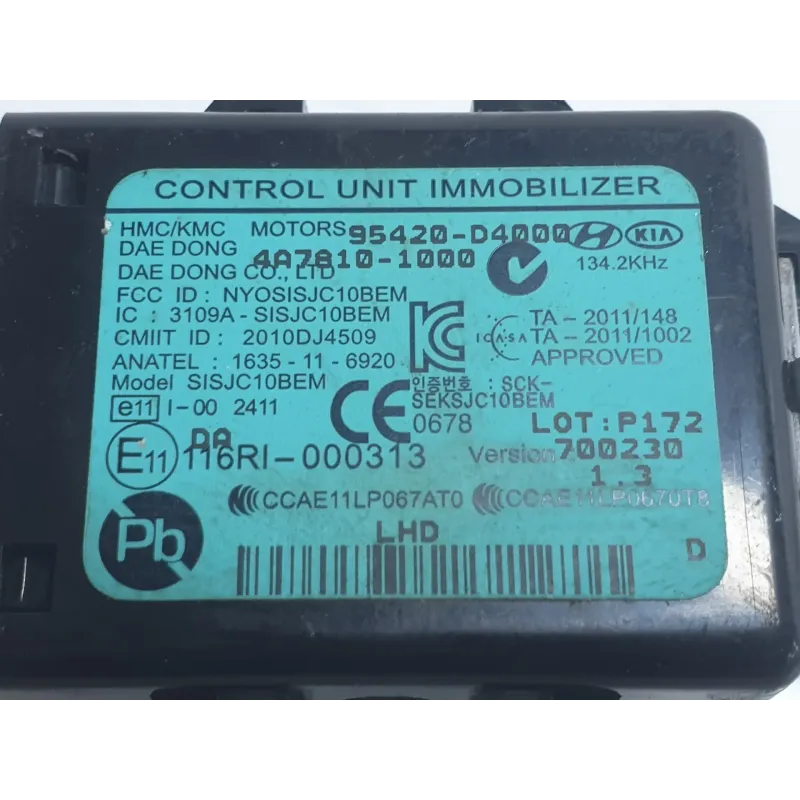 CONTROL UNIT IMMOBILIZER
HMC/KMC MOTORS 95420-D4000 KIA
DAE DONG 4A7810-1000
DAE DONG CO., LTD
134.2KHz
FCC ID : NYOSISJC10BEM
IC : 3109A - SISJC10BEM
CMIIT ID : 2010DJ4509
ANATEL : 1635 - 11 - 6920
Model SISJC10BEM
ICASA
TA - 2011/148
TA - 2011/1002
APPROVED
인증번호 : SCK-
SEKSJC10BEM
e11 I-00 2411
CE 0678
LOT:P172
700230
DA
E11 116RI-000313
Version 1.3
CCAE11LP067AT0 CCAE11LP0670T8
Pb
LHD
D